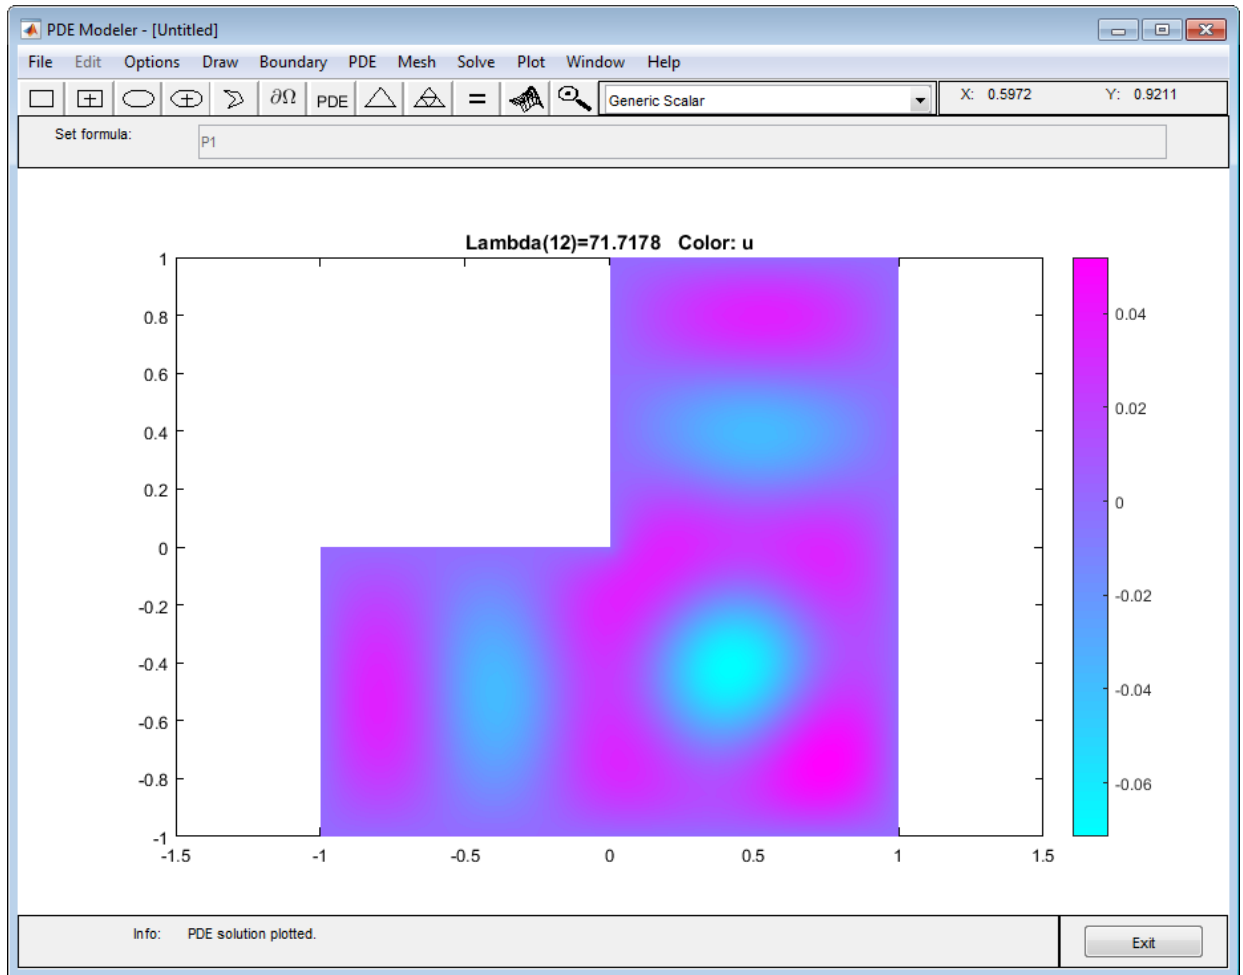 PDE Modeler - [Untitled]
File Edit Options Draw Boundary PDE Mesh Solve Plot Window Help
∂Ω PDE = Generic Scalar X: 0.5972 Y: 0.9211
Set formula: P1
Lambda(12)=71.7178 Color: u
1
0.8
0.6
0.4
0.2
0
-0.2
-0.4
-0.6
-0.8
-1
-1.5 -1 -0.5 0 0.5 1 1.5
0.04
0.02
0
-0.02
-0.04
-0.06
Info: PDE solution plotted.
Exit